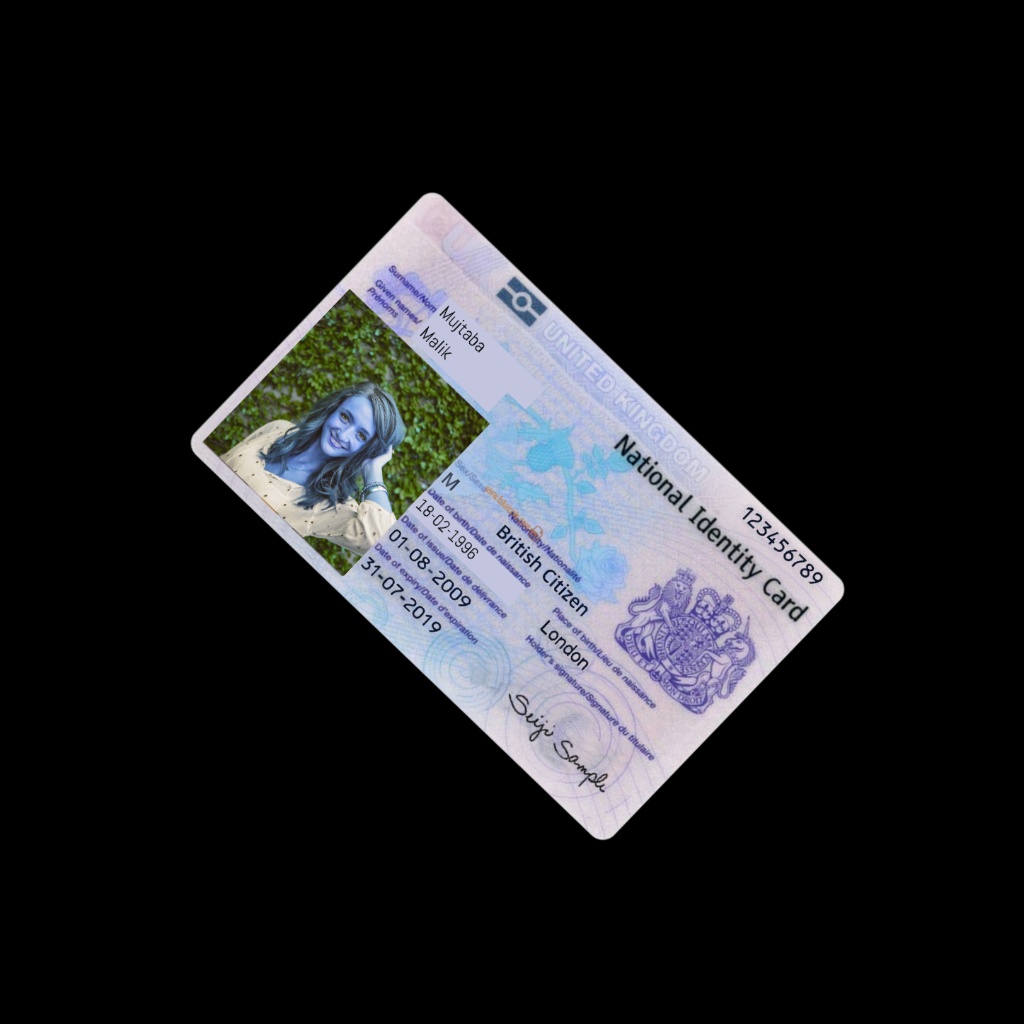 UNITED KINGDOM
National Identity Card
123456789
Surname/Nom
Mujtaba
Given names/
Prénoms
Malik
M
Nationality/Nationalité
British Citizen
Date of birth/Date de naissance
18-02-1996
Place of birth/Lieu de naissance
London
Date of issue/Date de délivrance
01-08-2009
Date of expiry/Date d'expiration
31-07-2019
Holder's signature/Signature du titulaire
Seiji Sample